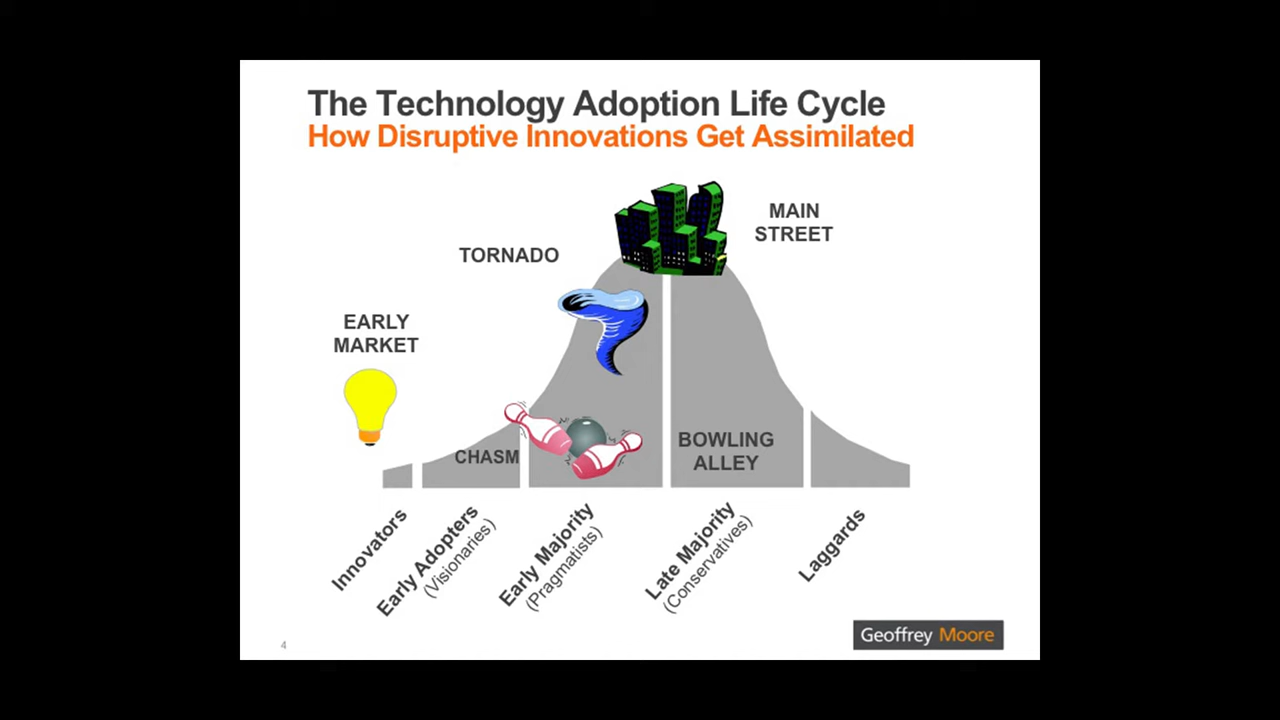 The Technology Adoption Life Cycle
How Disruptive Innovations Get Assimilated
MAIN
STREET
TORNADO
EARLY
MARKET
CHASM
BOWLING
ALLEY
Innovators
Early Adopters
(Visionaries)
Early Majority
(Pragmatists)
Late Majority
(Conservatives)
Laggards
4
Geoffrey Moore